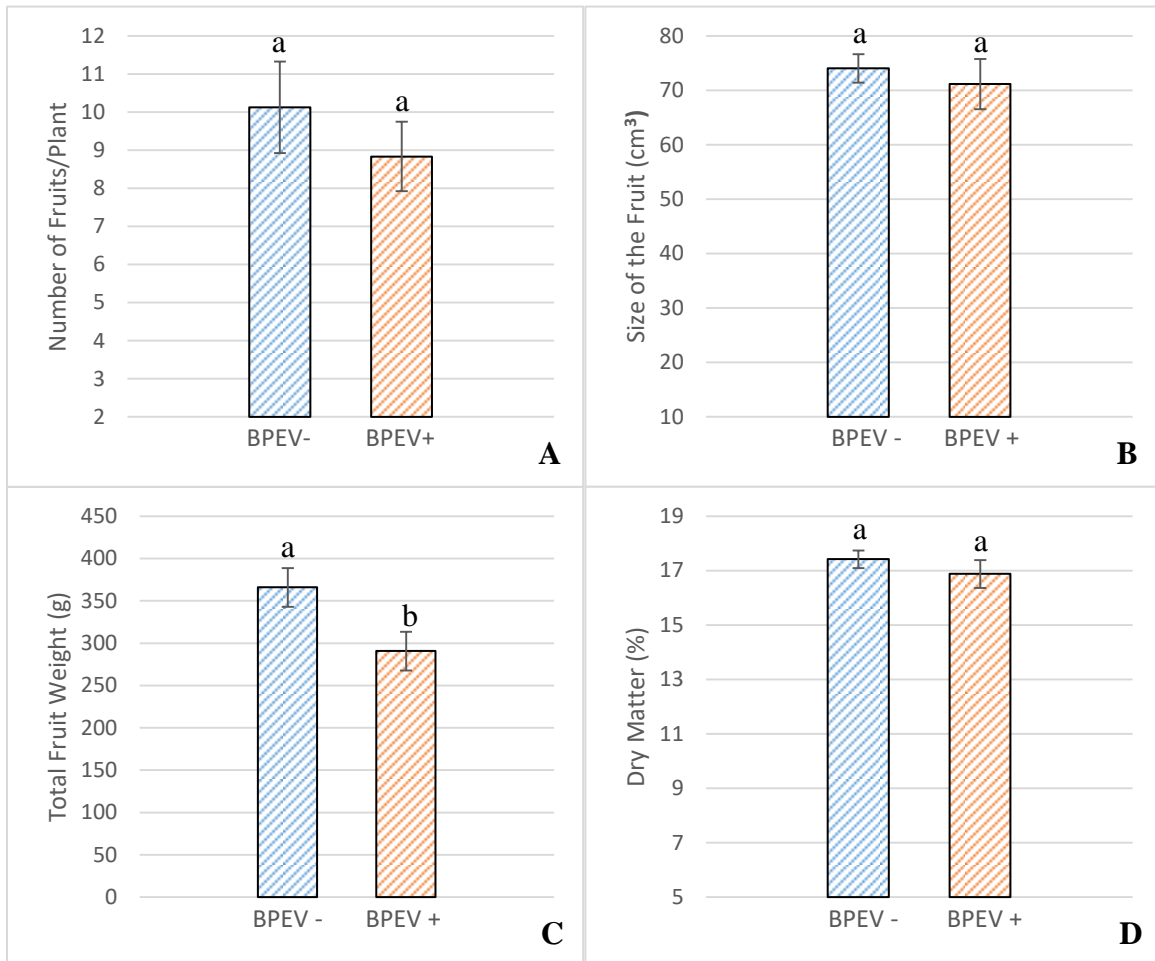 12
11
10
9
8
7
6
5
4
3
2
Number of Fruits/Plant
a
a
BPEV-
BPEV+
A
80
70
60
50
40
30
20
10
Size of the Fruit (cm³)
a
a
BPEV -
BPEV +
B
450
400
350
300
250
200
150
100
50
0
Total Fruit Weight (g)
a
b
BPEV -
BPEV +
C
19
17
15
13
11
9
7
5
Dry Matter (%)
a
a
BPEV -
BPEV +
D